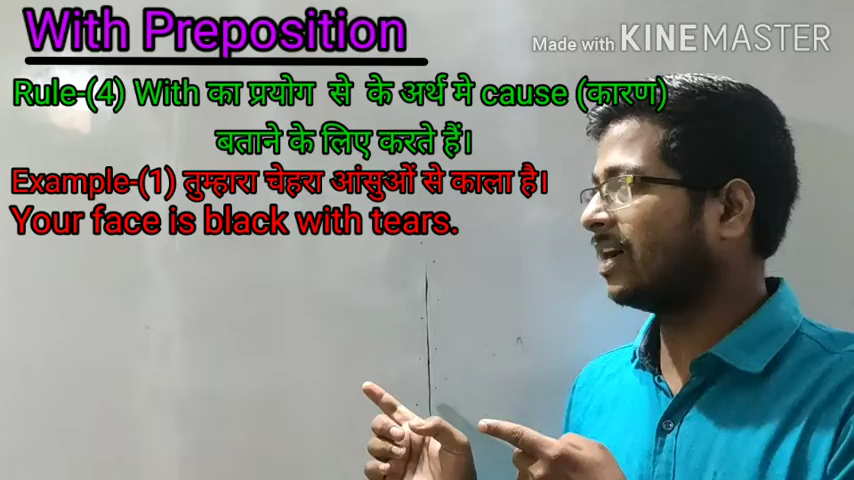 With Preposition
Made with KINEMASTER
Rule-(4) With का प्रयोग से के अर्थ मे cause (कारण)
बताने के लिए करते हैं।
Example-(1) तुम्हारा चेहरा आंसुओं से काला है।
Your face is black with tears.